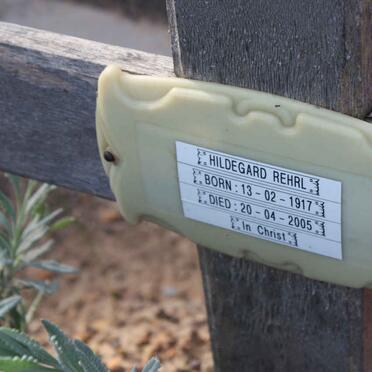 HILDEGARD REHRL
BORN: 13-02-1917
DIED: 20-04-2005
In Christ